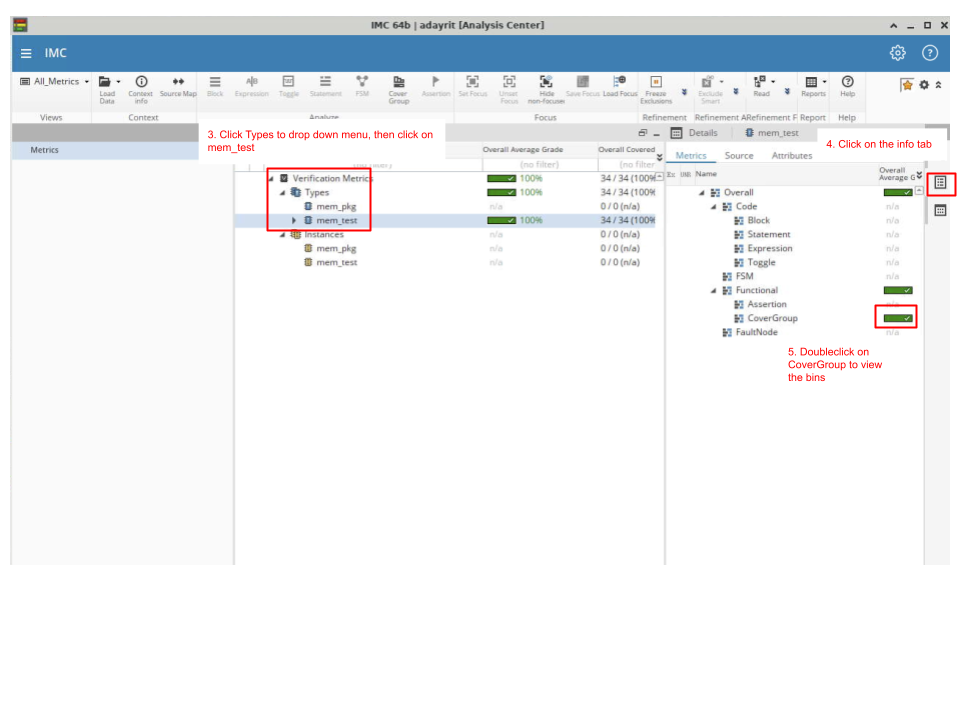 IMC 64b | adayrit [Analysis Center]
IMC
All_Metrics
Load Data
Context info
Source Map
Block
Expression
Toggle
Statement
FSM
Cover Group
Assertion
Set Focus
Unset Focus
Hide non-focused
Save Focus
Load Focus
Freeze Exclusions
Exclude Smart
Read
Reports
Help
Views
Context
Analyze
Focus
Refinement
Refinement A
Refinement F
Report
Help
3. Click Types to drop down menu, then click on
mem_test
Details
mem_test
4. Click on the info tab
Metrics
Overall Average Grade
Overall Covered
(no filter)
(no filter
Verification Metrics
100%
34 / 34 (100%
Types
100%
34 / 34 (100%
mem_pkg
n/a
0 / 0 (n/a)
mem_test
100%
34 / 34 (100%
Instances
n/a
0 / 0 (n/a)
mem_pkg
n/a
0 / 0 (n/a)
mem_test
n/a
0 / 0 (n/a)
Metrics
Source
Attributes
Ex
UNR
Name
Overall
Average G
Overall
Code
n/a
Block
n/a
Statement
n/a
Expression
n/a
Toggle
n/a
FSM
n/a
Functional
Assertion
n/a
CoverGroup
FaultNode
n/a
5. Doubleclick on
CoverGroup to view
the bins